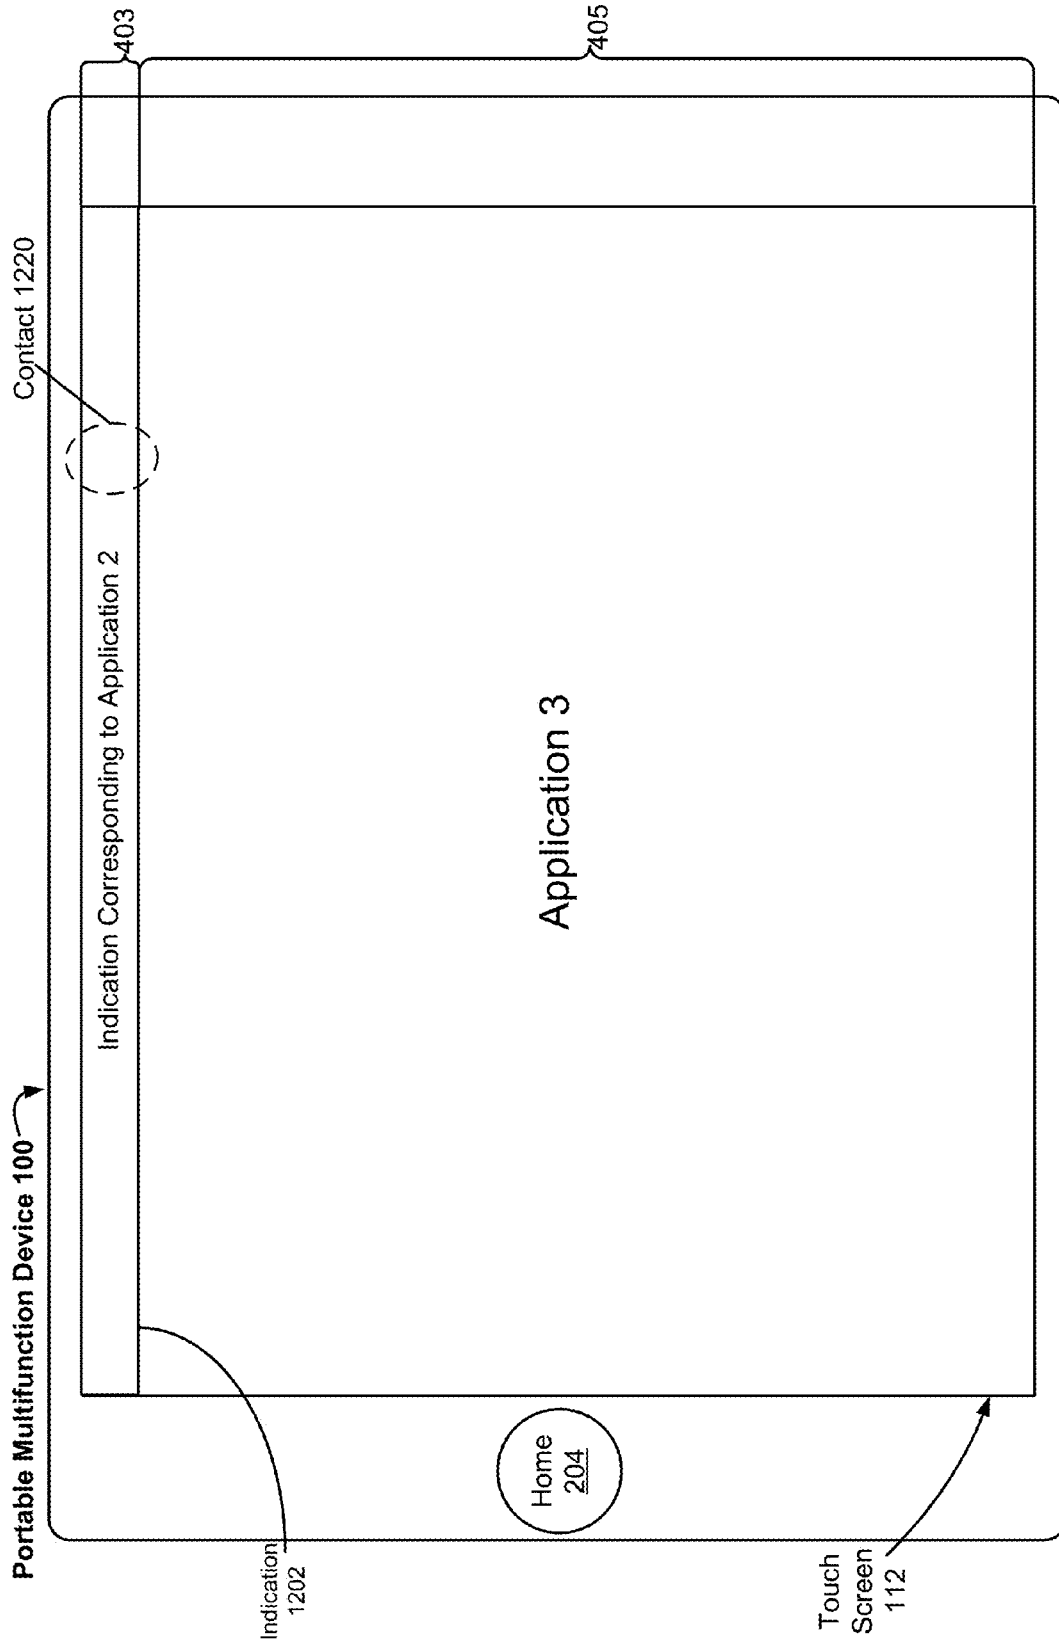 Portable Multifunction Device 100
Contact 1220
403
405
Indication Corresponding to Application 2
Application 3
Home
204
Indication
1202
Touch
Screen
112